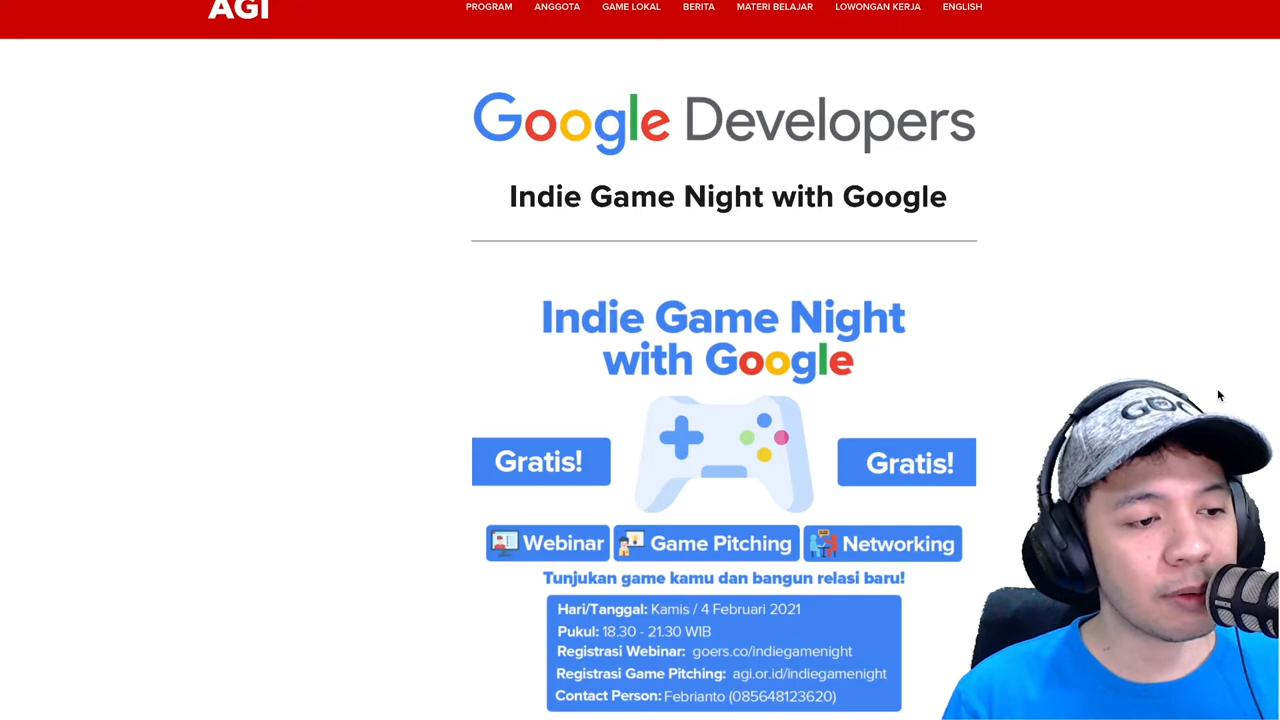 AGI
PROGRAM ANGGOTA GAME LOKAL BERITA MATERI BELAJAR LOWONGAN KERJA ENGLISH
Google Developers
Indie Game Night with Google
Indie Game Night
with Google
Gratis!
Gratis!
Webinar
Game Pitching
Networking
Tunjukan game kamu dan bangun relasi baru!
Hari/Tanggal: Kamis / 4 Februari 2021
Pukul: 18.30 - 21.30 WIB
Registrasi Webinar: goers.co/indiegamenight
Registrasi Game Pitching: agi.or.id/indiegamenight
Contact Person: Febrianto (085648123620)